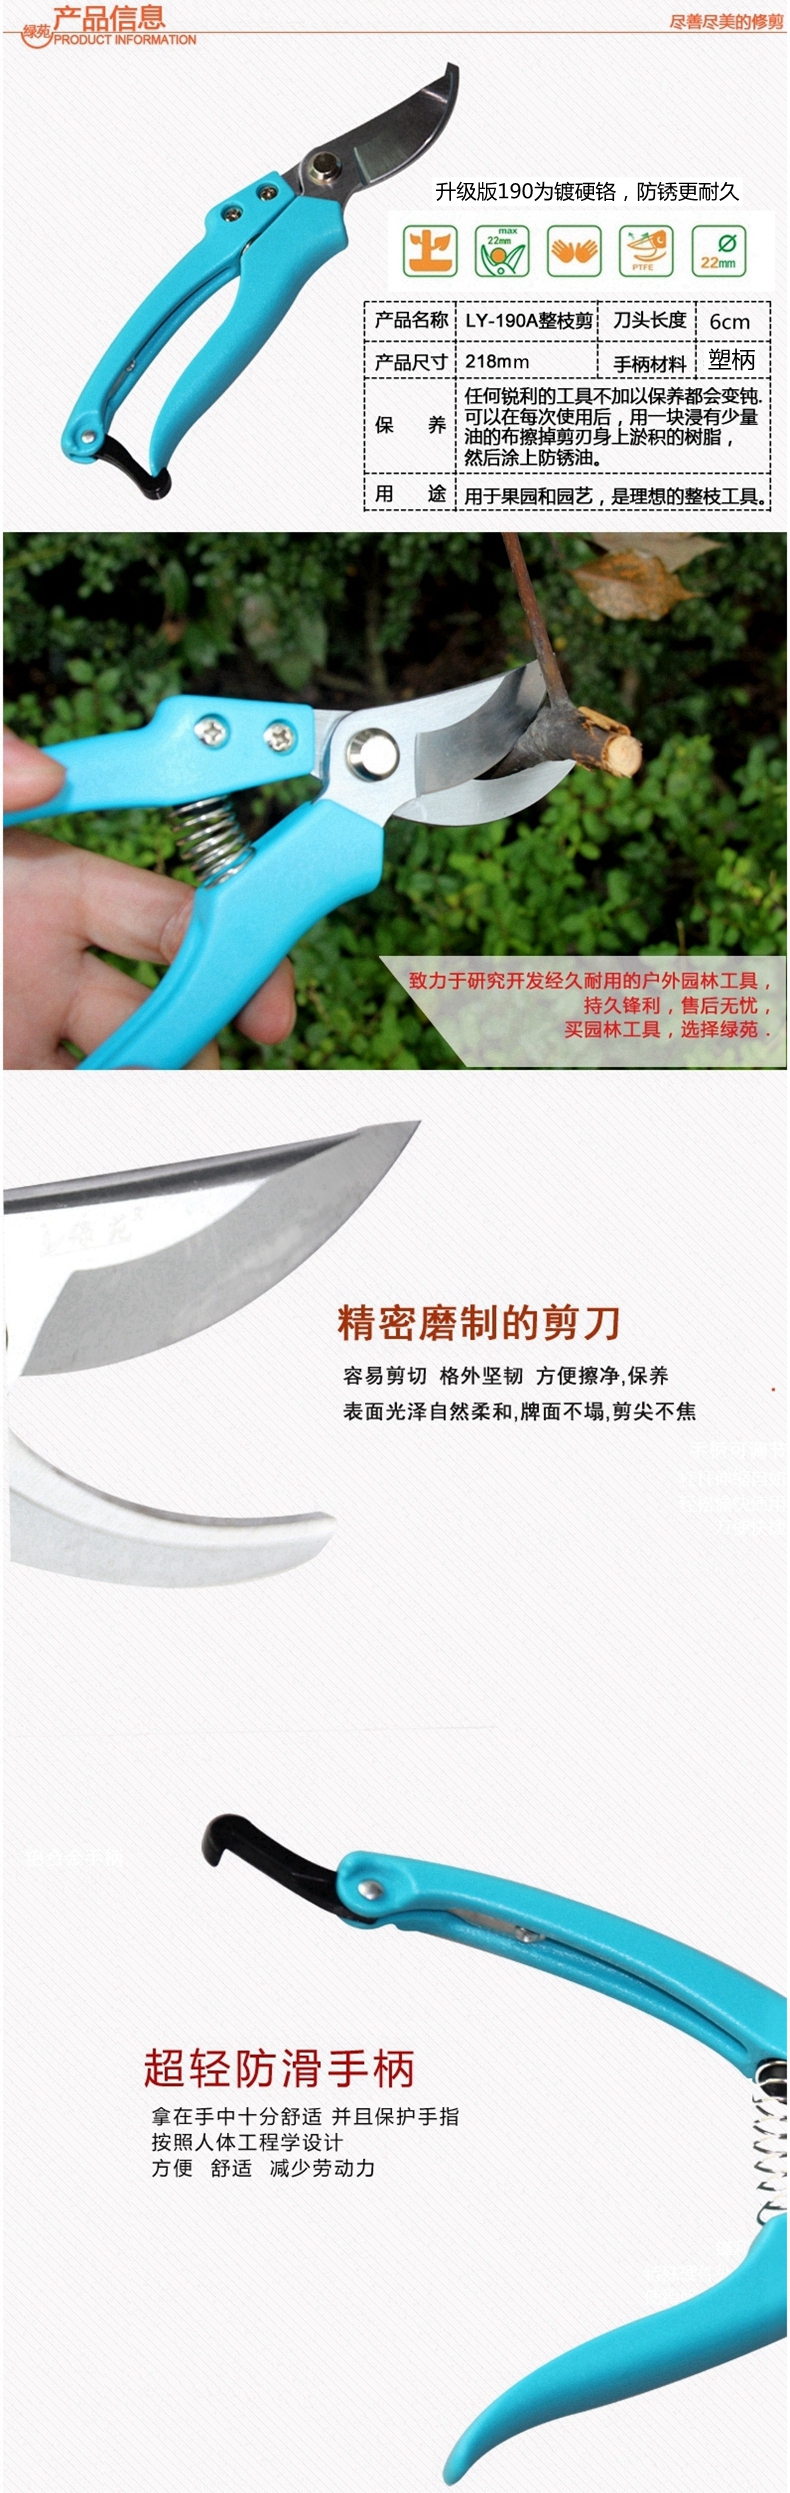 绿苑
产品信息
PRODUCT INFORMATION
尽善尽美的修剪
升级版190为镀硬铬，防锈更耐久
max
22mm
PTFE
22mm
产品名称 LY-190A整枝剪 刀头长度 6cm
产品尺寸 218mm 手柄材料 塑柄
保 养
任何锐利的工具不加以保养都会变钝.
可以在每次使用后，用一块浸有少量
油的布擦掉剪刃身上淤积的树脂，
然后涂上防锈油。
用 途 用于果园和园艺，是理想的整枝工具。
致力于研究开发经久耐用的户外园林工具，
持久锋利，售后无忧，
买园林工具，选择绿苑．
精密磨制的剪刀
容易剪切 格外坚韧 方便擦净,保养
表面光泽自然柔和,牌面不塌,剪尖不焦
超轻防滑手柄
拿在手中十分舒适 并且保护手指
按照人体工程学设计
方便 舒适 减少劳动力